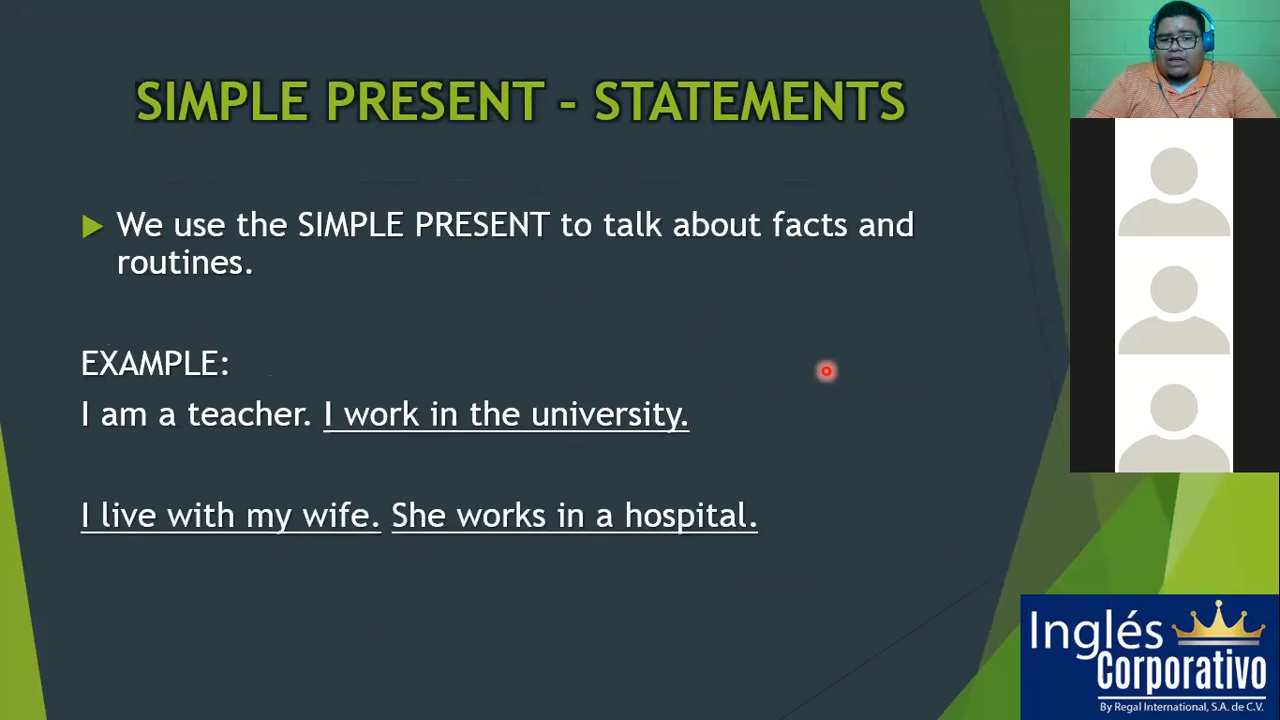 SIMPLE PRESENT - STATEMENTS
We use the SIMPLE PRESENT to talk about facts and
routines.
EXAMPLE:
I am a teacher. I work in the university.
I live with my wife. She works in a hospital.
Inglés
Corporativo
By Regal International, S.A. de C.V.